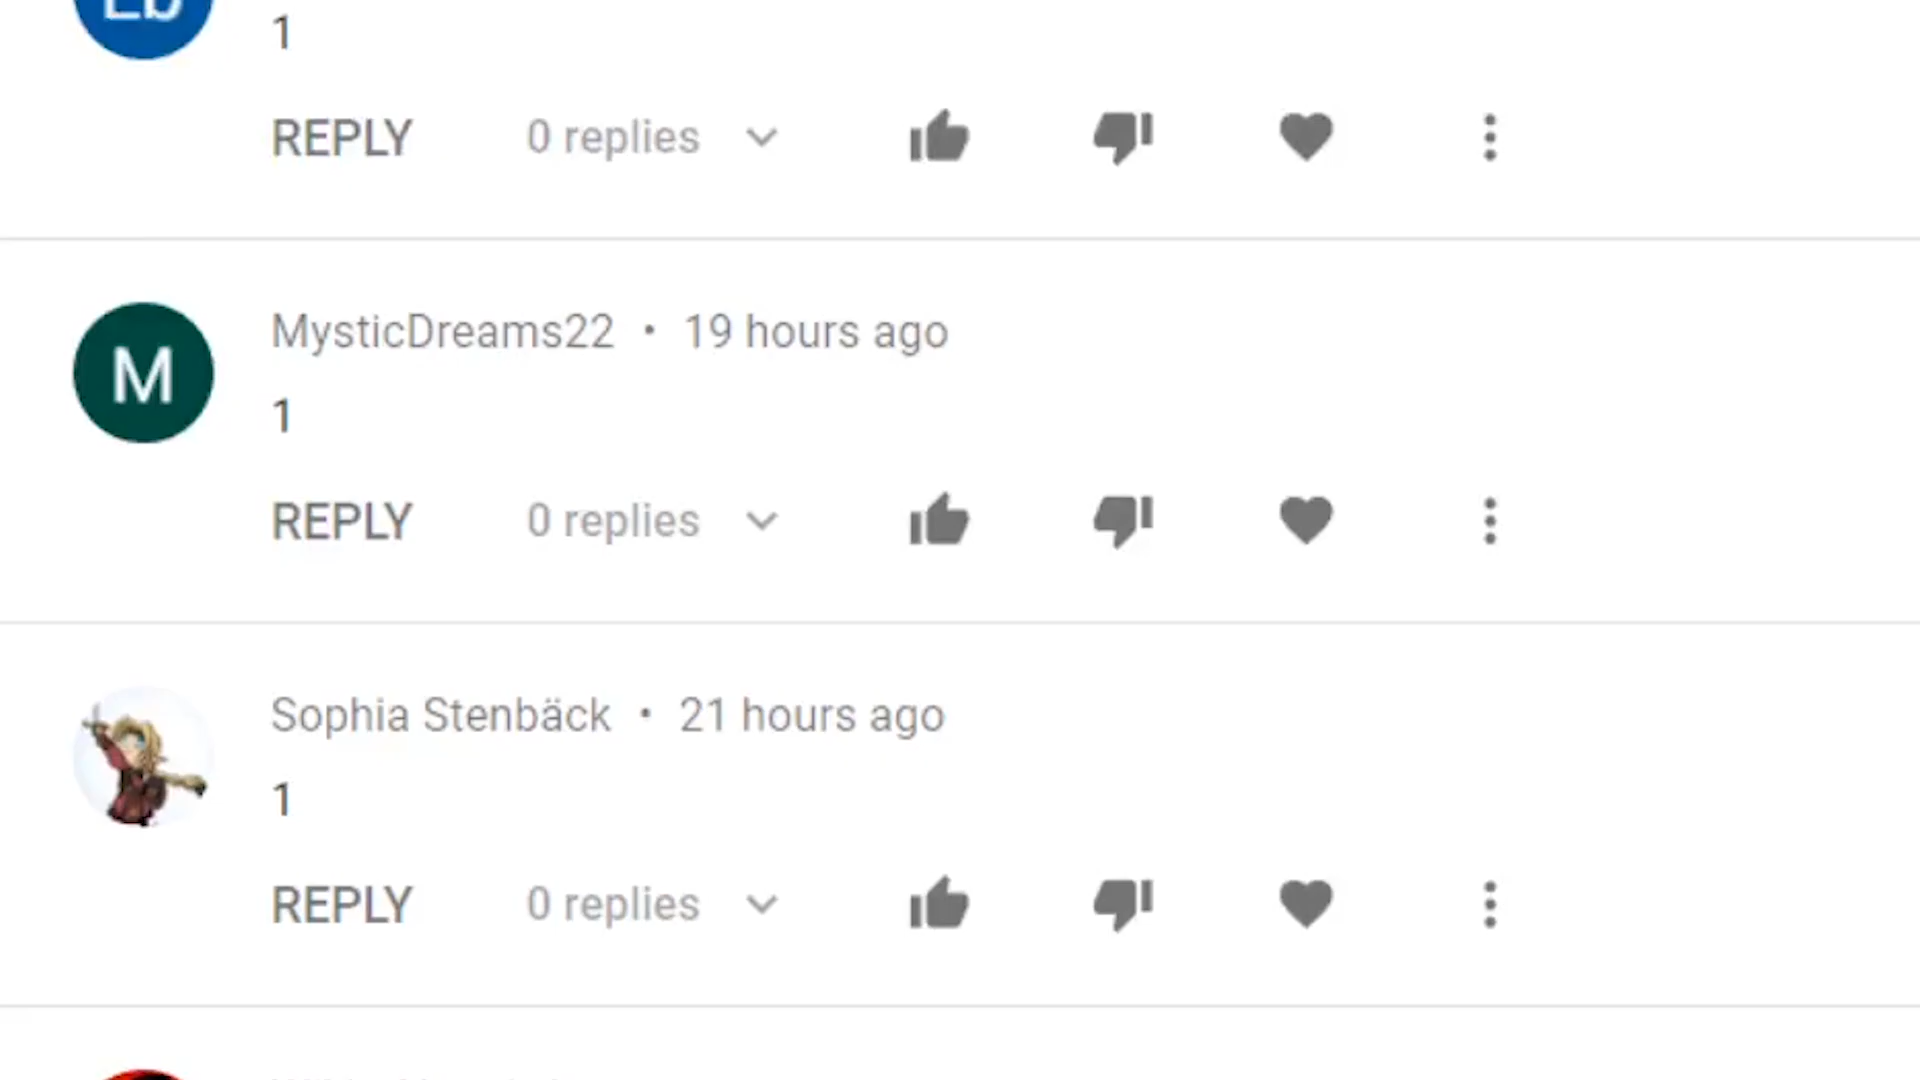 1
REPLY 0 replies
M
MysticDreams22 • 19 hours ago
1
REPLY 0 replies
Sophia Stenbäck • 21 hours ago
1
REPLY 0 replies